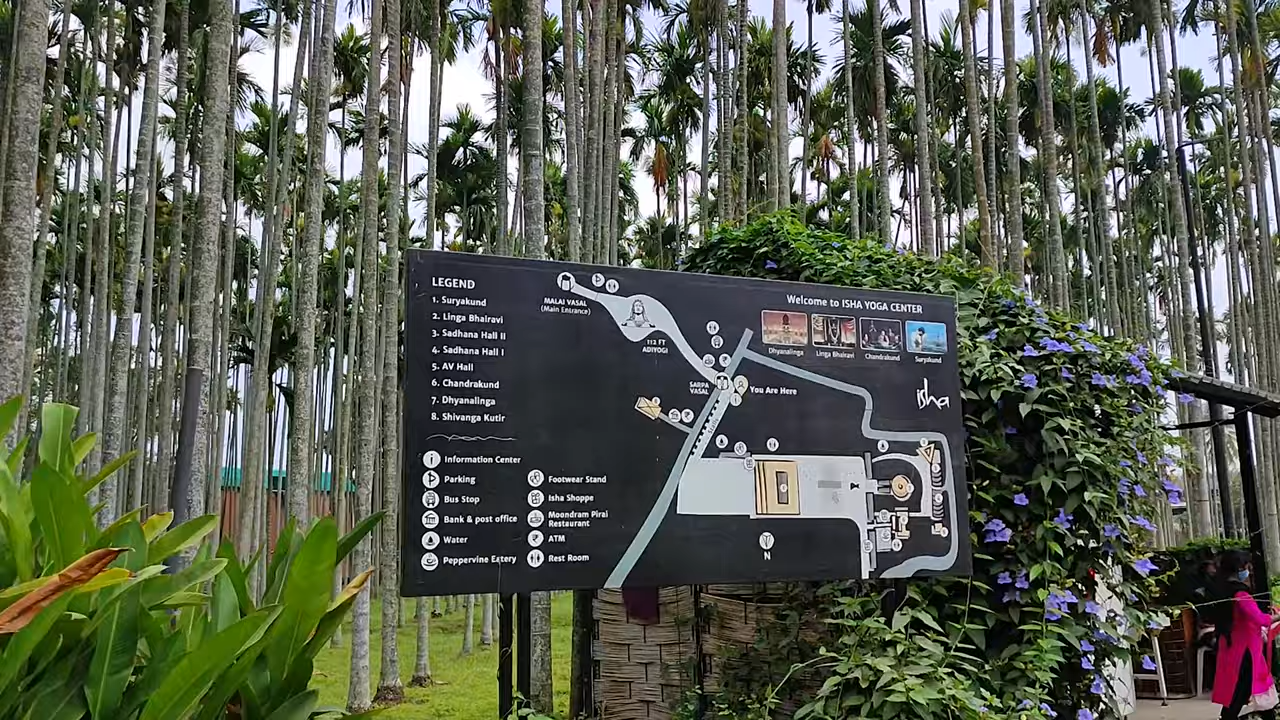 LEGEND
1. Suryakund
2. Linga Bhairavi
3. Sadhana Hall II
4. Sadhana Hall I
5. AV Hall
6. Chandrakund
7. Dhyanalinga
8. Shivanga Kutir
Information Center
Parking
Bus Stop
Bank & post office
Water
Peppervine Eatery
Footwear Stand
Isha Shoppe
Moondram Pirai
Restaurant
ATM
Rest Room
MALAI VASAL
(Main Entrance)
112 FT
ADIYOGI
SARPA
VASAL
You Are Here
Welcome to ISHA YOGA CENTER
Dhyanalinga
Linga Bhairavi
Chandrakund
Suryakund
isha
N